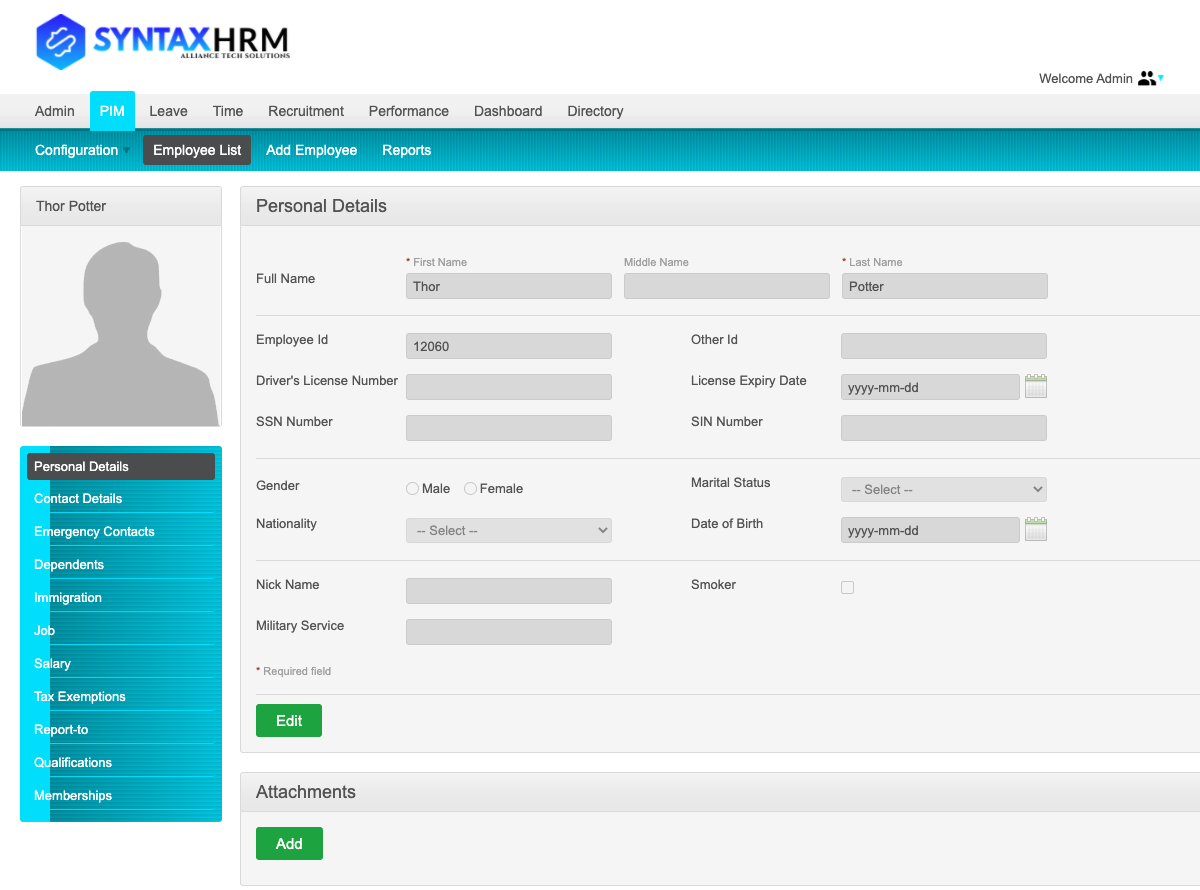 SYNTAXHRM
ALLIANCE TECH SOLUTIONS
Welcome Admin
Admin PIM Leave Time Recruitment Performance Dashboard Directory
Configuration Employee List Add Employee Reports
Thor Potter
Personal Details
Contact Details
Emergency Contacts
Dependents
Immigration
Job
Salary
Tax Exemptions
Report-to
Qualifications
Memberships
Personal Details
* First Name Middle Name * Last Name
Full Name Thor Potter
Employee Id 12060 Other Id
Driver's License Number License Expiry Date yyyy-mm-dd
SSN Number SIN Number
Gender Male Female Marital Status -- Select --
Nationality -- Select -- Date of Birth yyyy-mm-dd
Nick Name Smoker
Military Service
* Required field
Edit
Attachments
Add